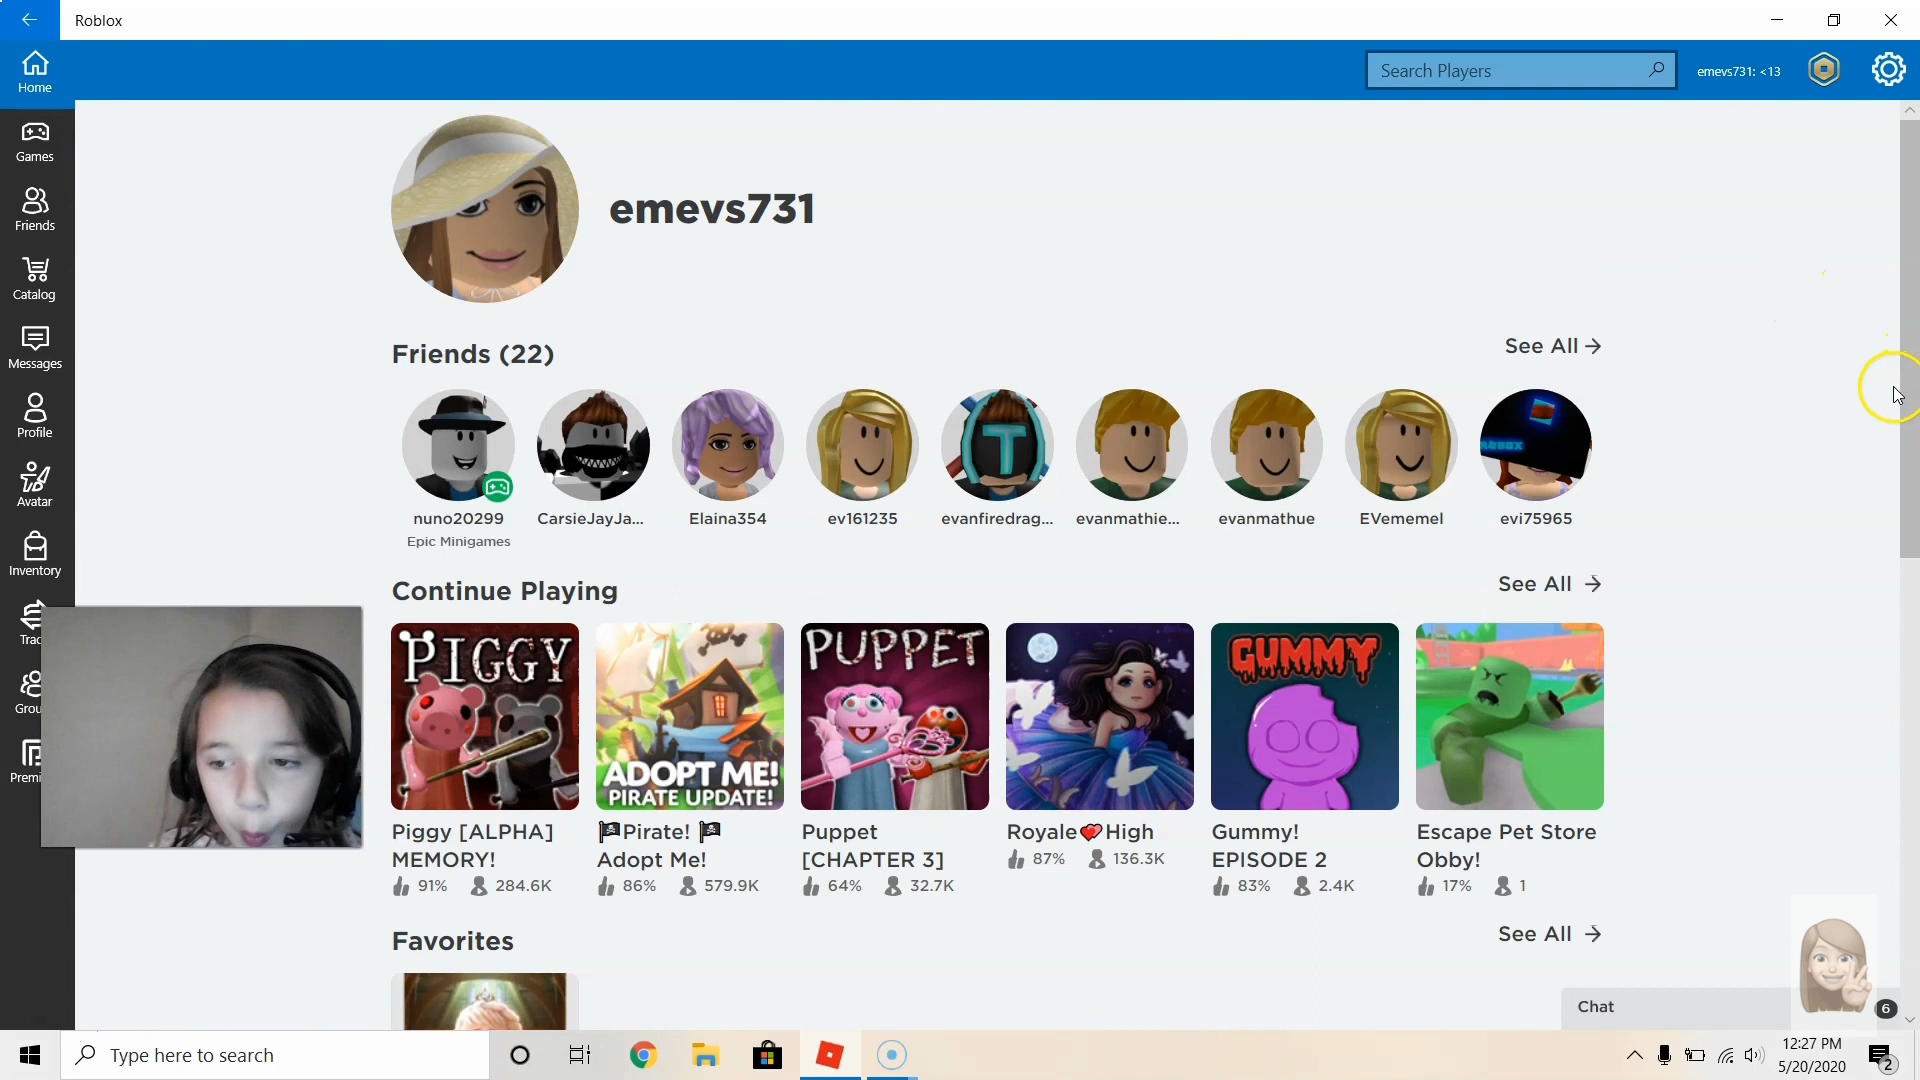 Roblox
Home
Search Players
emevs731: <13
Games
Friends
Catalog
Messages
Profile
Avatar
Inventory
emevs731
Friends (22)
See All
ROBLOX
nuno20299
CarsieJayJa...
Elaina354
ev161235
evanfiredrag...
evanmathie...
evanmathue
EVememel
evi75965
Epic Minigames
Continue Playing
See All
PIGGY
ADOPT ME!
PIRATE UPDATE!
PUPPET
GUMMY
Piggy [ALPHA]
MEMORY!
91% 284.6K
Pirate!
Adopt Me!
86% 579.9K
Puppet
[CHAPTER 3]
64% 32.7K
Royale💕High
87% 136.3K
Gummy!
EPISODE 2
83% 2.4K
Escape Pet Store
Obby!
17% 1
Favorites
See All
Chat
6
Type here to search
12:27 PM
5/20/2020
2